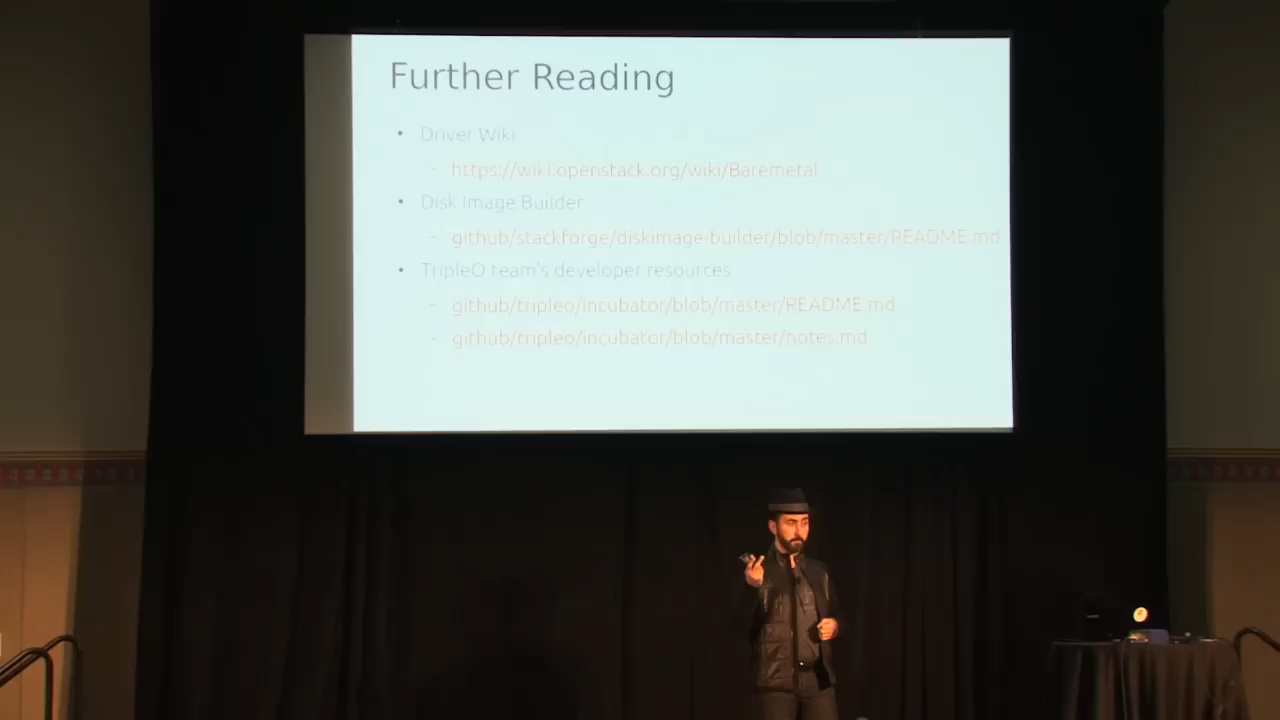 Further Reading
• Driver Wiki
– https://wiki.openstack.org/wiki/Baremetal
• Disk Image Builder
– github/stackforge/diskimage-builder/blob/master/README.md
• TripleO team's developer resources
– github/tripleo/incubator/blob/master/README.md
– github/tripleo/incubator/blob/master/notes.md